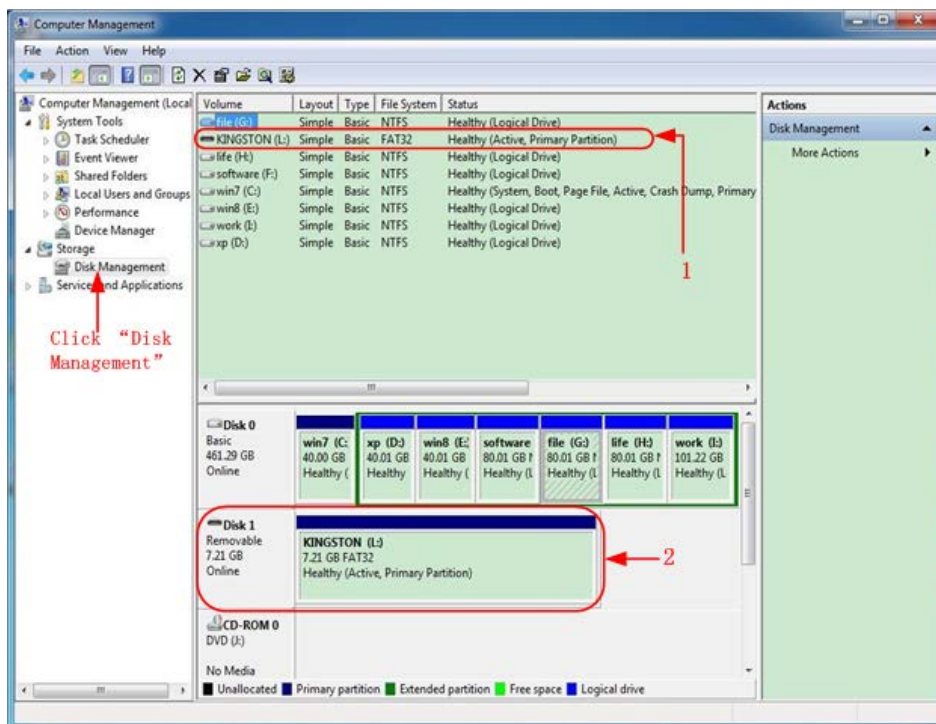 Computer Management
File Action View Help
Computer Management (Local
System Tools
Task Scheduler
Event Viewer
Shared Folders
Local Users and Groups
Performance
Device Manager
Storage
Disk Management
Services and Applications
Click “Disk
Management”
Volume Layout Type File System Status
file (G:) Simple Basic NTFS Healthy (Logical Drive)
KINGSTON (L:) Simple Basic FAT32 Healthy (Active, Primary Partition)
life (H:) Simple Basic NTFS Healthy (Logical Drive)
software (F:) Simple Basic NTFS Healthy (Logical Drive)
win7 (C:) Simple Basic NTFS Healthy (System, Boot, Page File, Active, Crash Dump, Primary
win8 (E:) Simple Basic NTFS Healthy (Logical Drive)
work (I:) Simple Basic NTFS Healthy (Logical Drive)
xp (D:) Simple Basic NTFS Healthy (Logical Drive)
1
Actions
Disk Management
More Actions
Disk 0
Basic
461.29 GB
Online
win7 (C:
40.00 GB
Healthy (
xp (D:)
40.01 GB
Healthy
win8 (E:
40.01 GB
Healthy (
software
80.01 GB
Healthy (L
file (G:)
80.01 GB
Healthy (L
life (H:)
80.01 GB
Healthy (L
work (I:)
101.22 GB
Healthy (L
Disk 1
Removable
7.21 GB
Online
KINGSTON (L:)
7.21 GB FAT32
Healthy (Active, Primary Partition)
2
CD-ROM 0
DVD (J:)
No Media
Unallocated Primary partition Extended partition Free space Logical drive